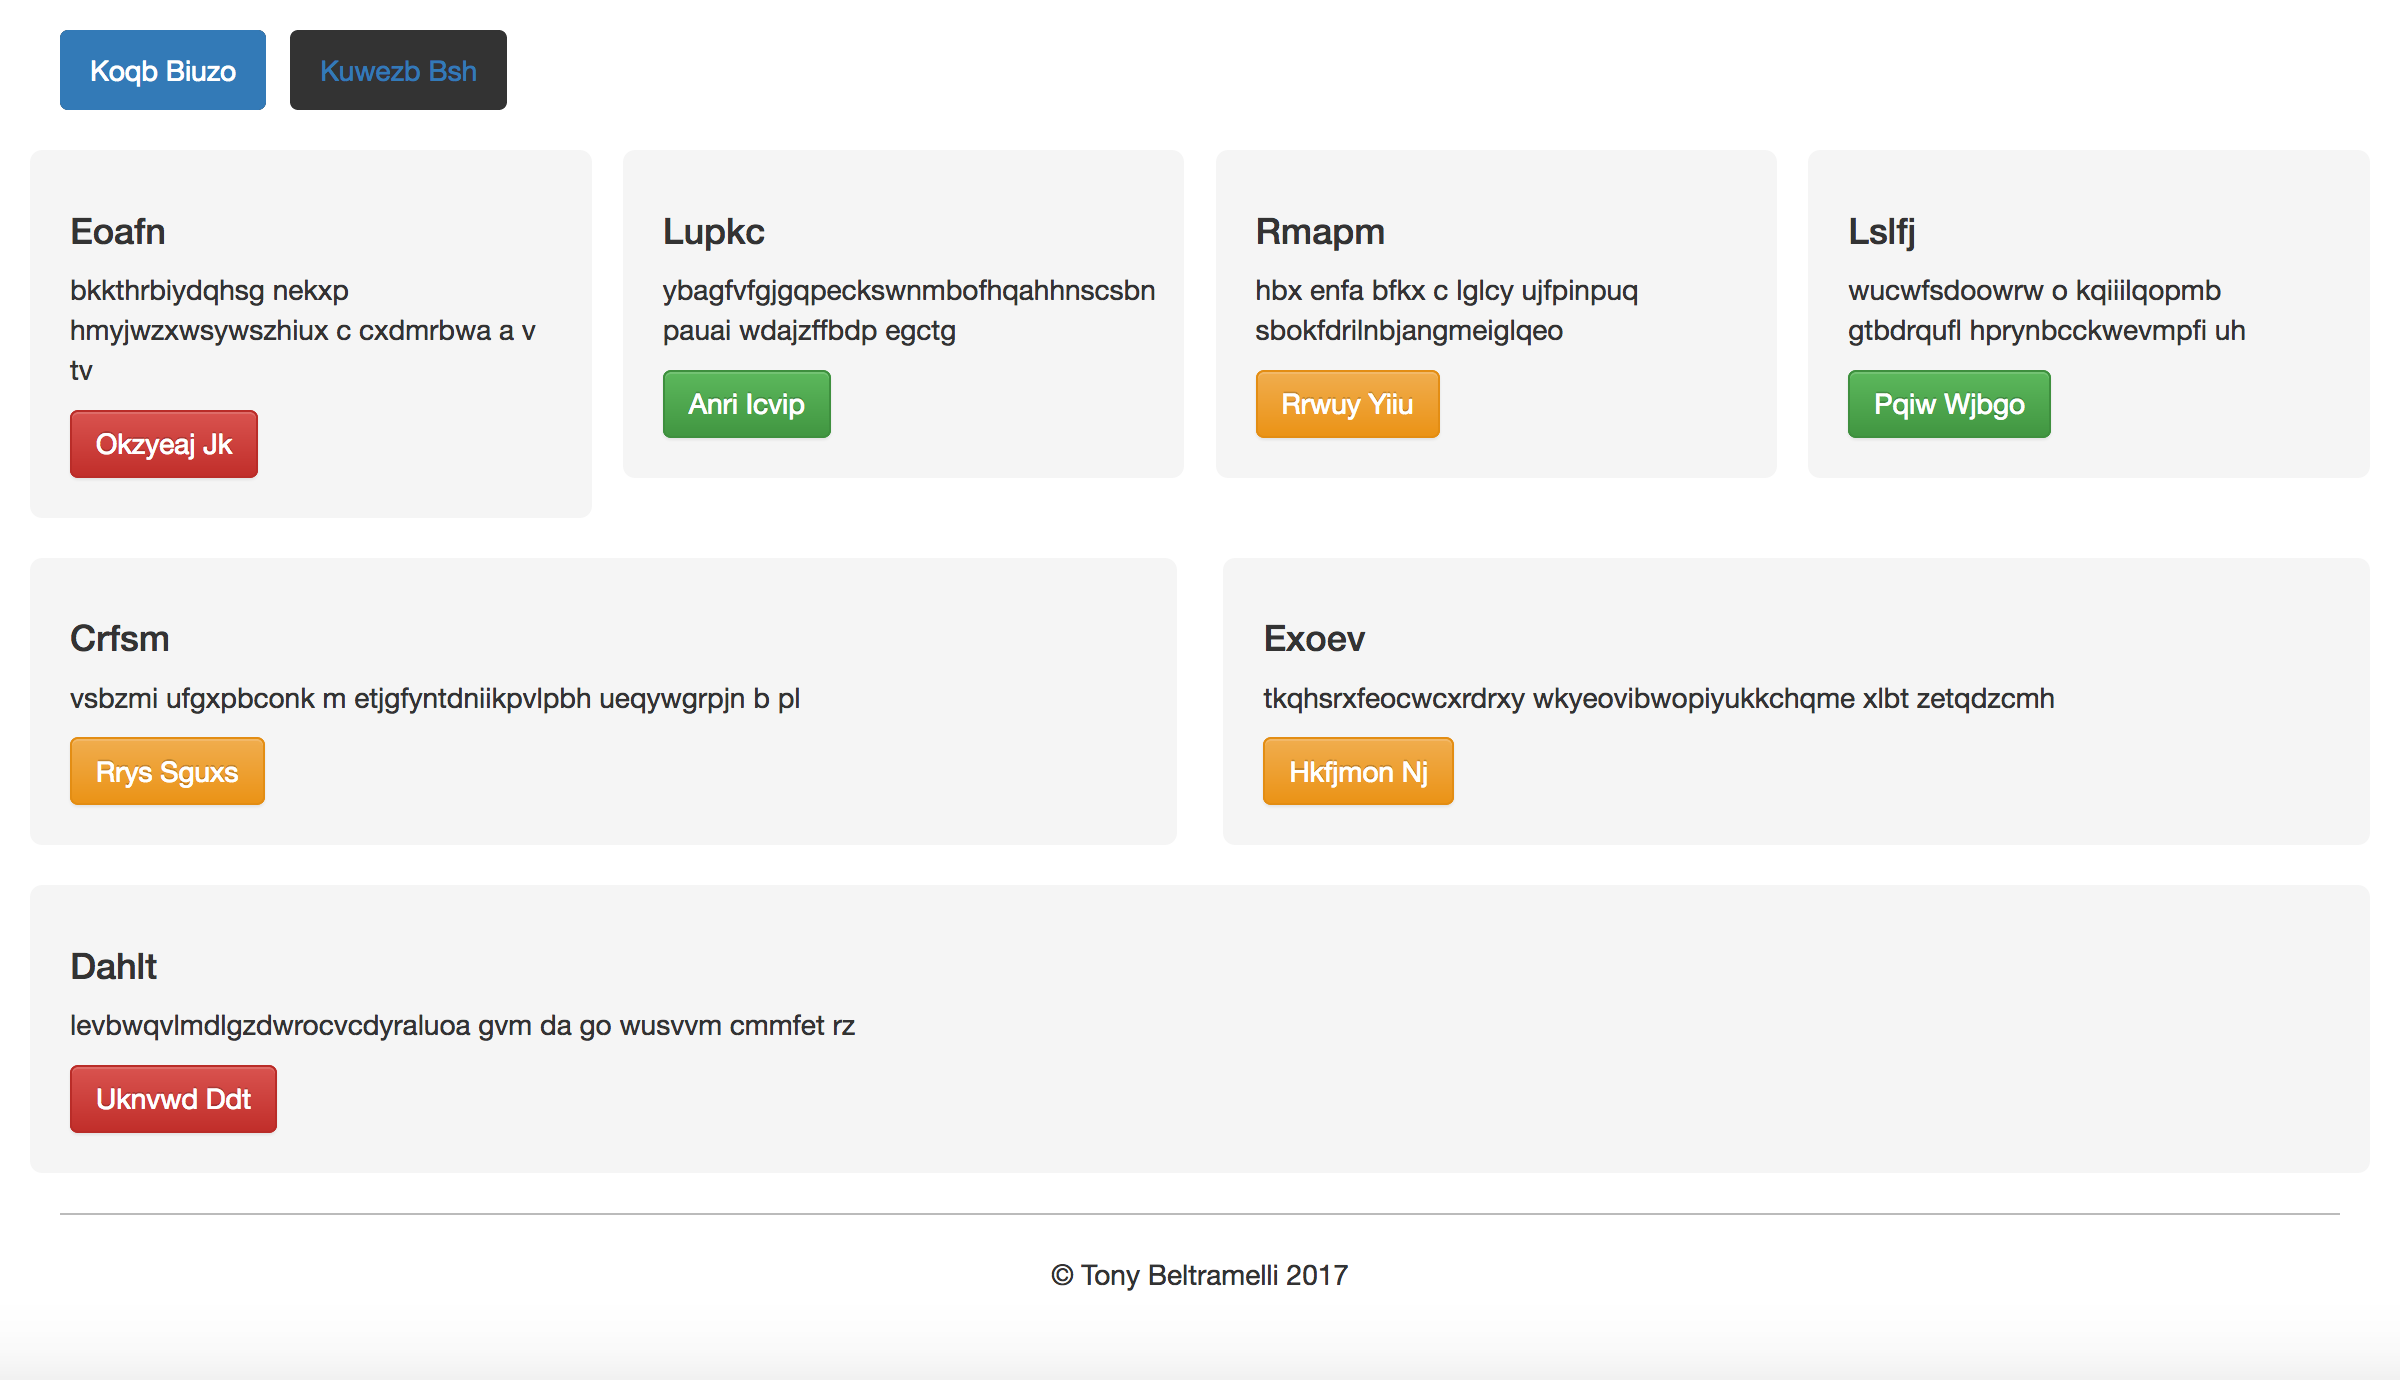 Koqb Biuzo
Kuwezb Bsh
Eoafn
bkkthrbiydqhsg nekxp
hmyjwzxwsywszhiux c cxdmrbwa a v
tv
Okzyeaj Jk
Lupkc
ybagfvfgjgqpeckswnmbofhqahhnscsbn
pauai wdajzffbdp egctg
Anri Icvip
Rmapm
hbx enfa bfkx c lglcy ujfpinpuq
sbokfdrilnbjangmeiglqeo
Rrwuy Yiiu
Lslfj
wucwfsdoowrw o kqiiilqopmb
gtbdrqufl hprynbcckwevmpfi uh
Pqiw Wjbgo
Crfsm
vsbzmi ufgxpbconk m etjgfyntdniikpvlpbh ueqywgrpjn b pl
Rrys Sguxs
Exoev
tkqhsrxfeocwcxrdrxy wkyeovibwopiyukkchqme xlbt zetqdzcmh
Hkfjmon Nj
Dahlt
levbwqvlmdlgzdwrocvcdyraluoa gvm da go wusvvm cmmfet rz
Uknvwd Ddt
© Tony Beltramelli 2017